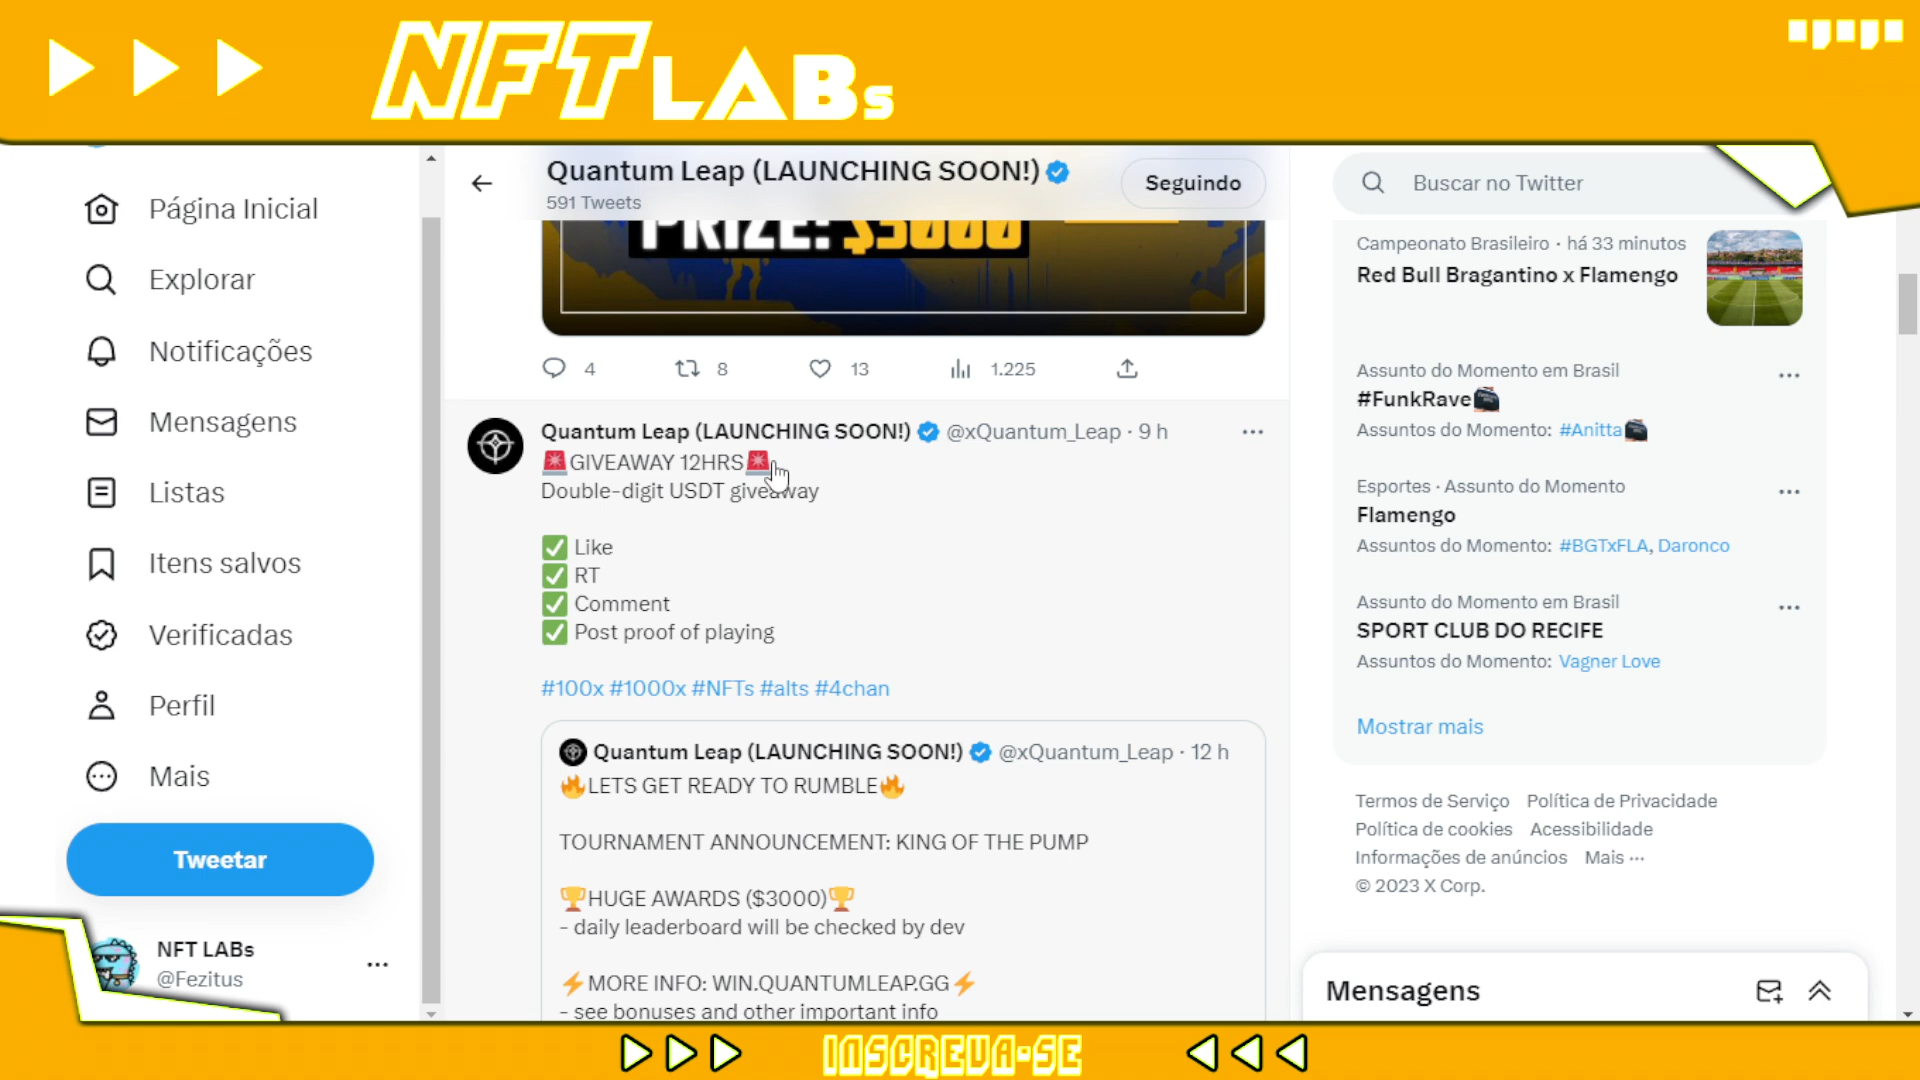 NFT LABs
Página Inicial
Explorar
Notificações
Mensagens
Listas
Itens salvos
Verificadas
Perfil
Mais
Tweetar
NFT LABs
@Fezitus
Quantum Leap (LAUNCHING SOON!)
591 Tweets
Seguindo
PRIZE: $3000
4 8 13 1.225
Quantum Leap (LAUNCHING SOON!) @xQuantum_Leap · 9 h
🚨GIVEAWAY 12HRS🚨
Double-digit USDT giveaway
✅ Like
✅ RT
✅ Comment
✅ Post proof of playing
#100x #1000x #NFTs #alts #4chan
Quantum Leap (LAUNCHING SOON!) @xQuantum_Leap · 12 h
🔥LETS GET READY TO RUMBLE🔥
TOURNAMENT ANNOUNCEMENT: KING OF THE PUMP
🏆HUGE AWARDS ($3000)🏆
- daily leaderboard will be checked by dev
⚡MORE INFO: WIN.QUANTUMLEAP.GG⚡
- see bonuses and other important info
Buscar no Twitter
Campeonato Brasileiro · há 33 minutos
Red Bull Bragantino x Flamengo
Assunto do Momento em Brasil
#FunkRave
Assuntos do Momento: #Anitta
Esportes · Assunto do Momento
Flamengo
Assuntos do Momento: #BGTxFLA, Daronco
Assunto do Momento em Brasil
SPORT CLUB DO RECIFE
Assuntos do Momento: Vagner Love
Mostrar mais
Termos de Serviço Política de Privacidade
Política de cookies Acessibilidade
Informações de anúncios Mais ···
© 2023 X Corp.
Mensagens
INSCREVA-SE